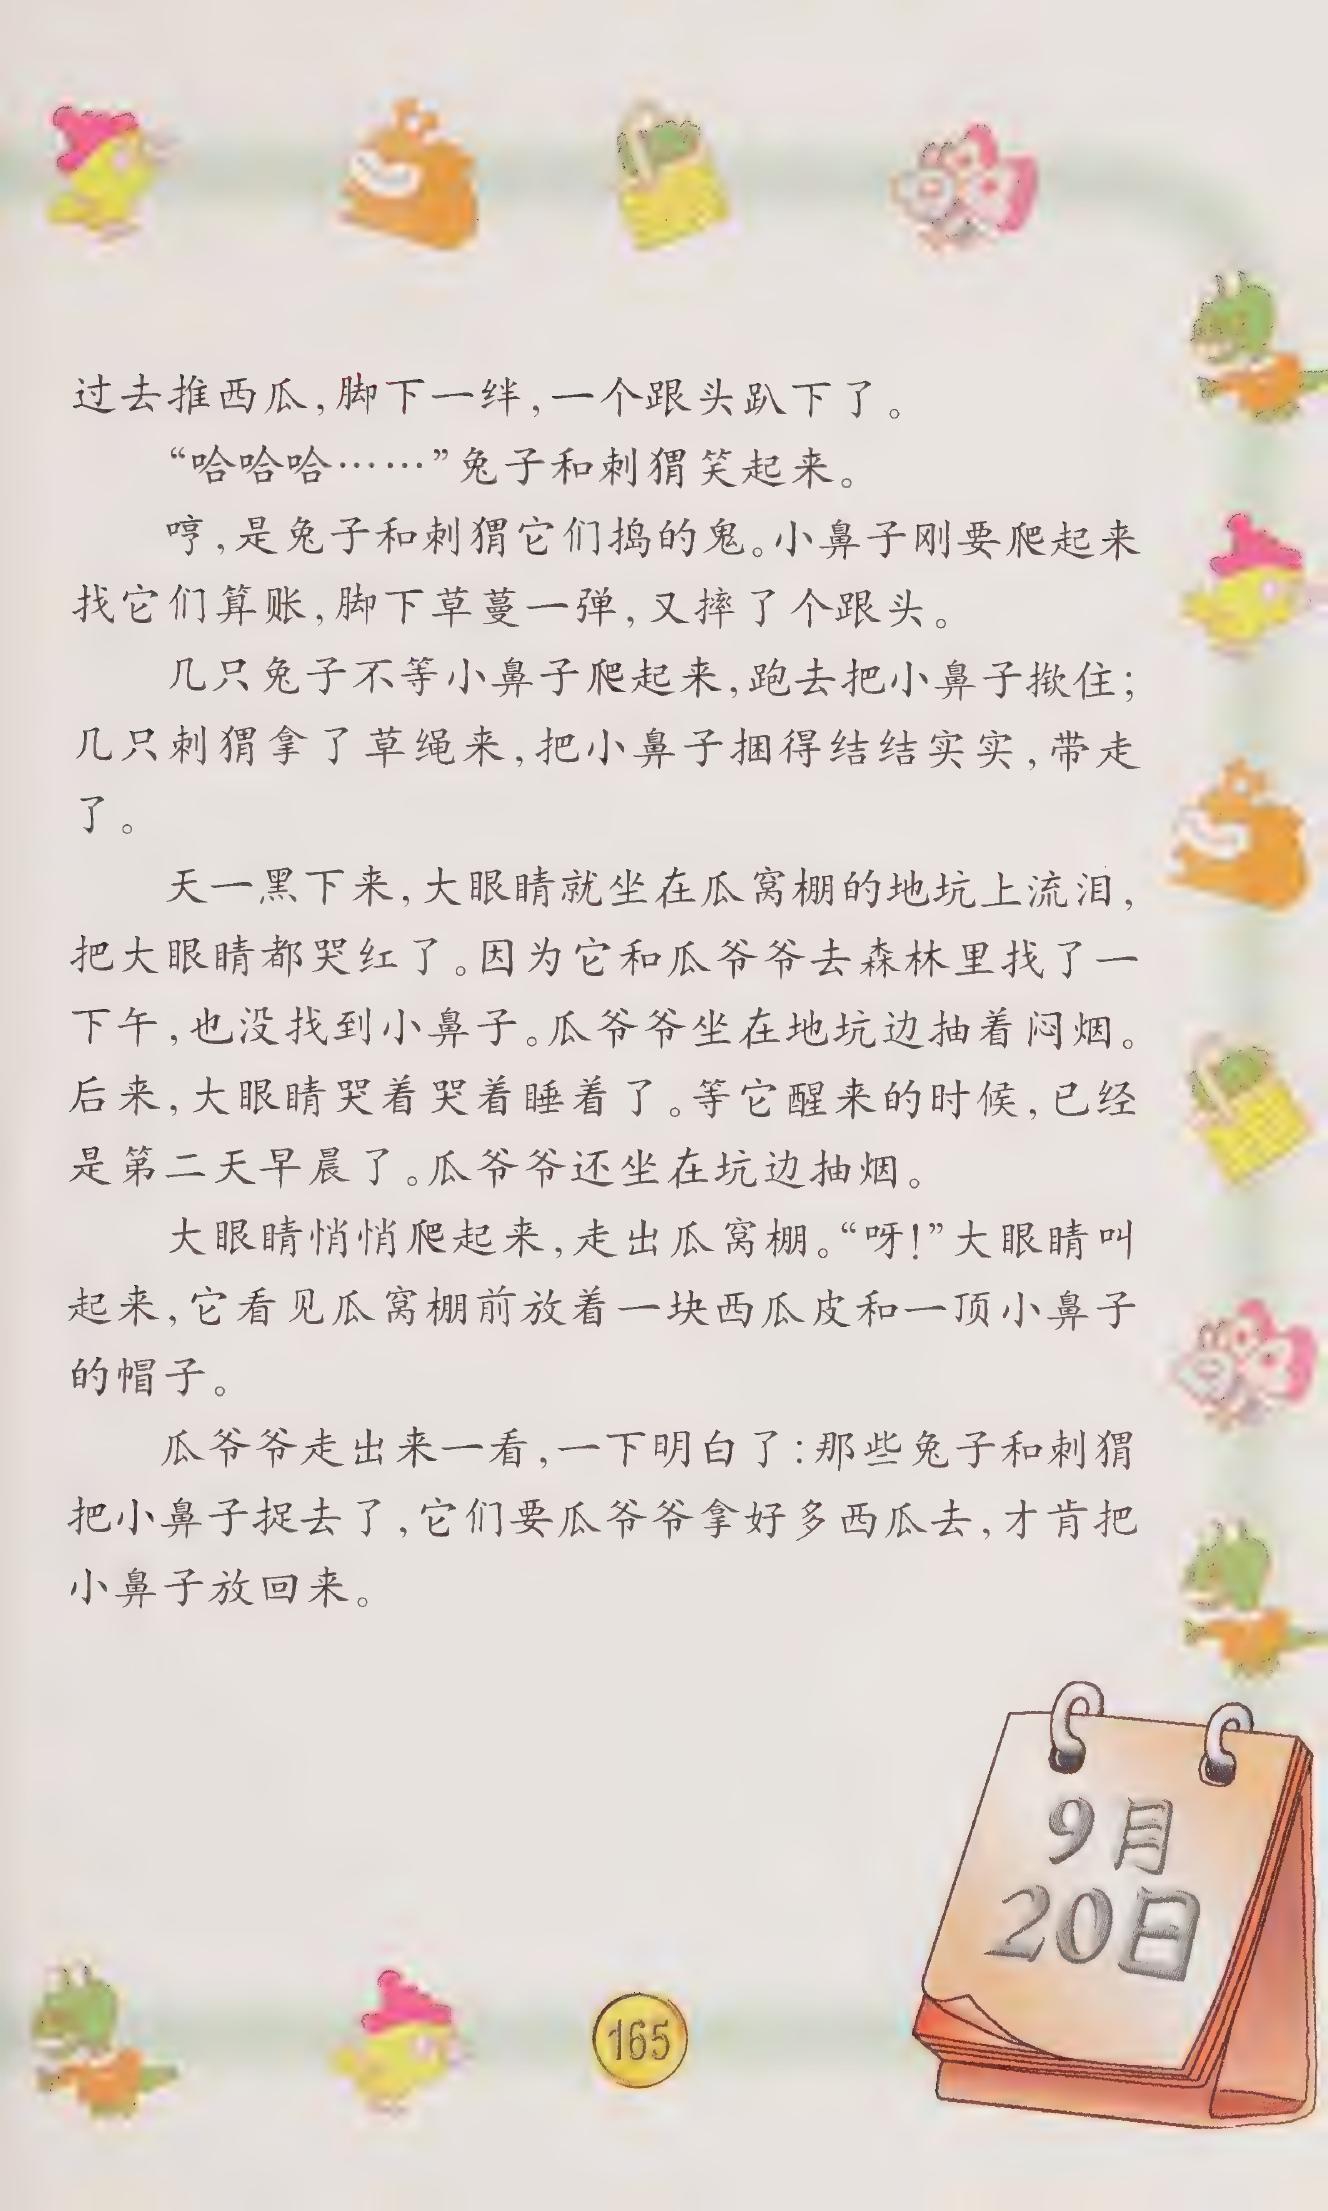 过去推西瓜,脚下一绊,一个跟头趴下了。
“哈哈哈……”兔子和刺猬笑起来。
哼,是兔子和刺猬它们捣的鬼。小鼻子刚要爬起来
找它们算账,脚下草蔓一弹,又摔了个跟头。
几只兔子不等小鼻子爬起来,跑去把小鼻子揿住;
几只刺猬拿了草绳来,把小鼻子捆得结结实实,带走
了。
天一黑下来,大眼睛就坐在瓜窝棚的地坑上流泪,
把大眼睛都哭红了。因为它和瓜爷爷去森林里找了一
下午,也没找到小鼻子。瓜爷爷坐在地坑边抽着闷烟。
后来,大眼睛哭着哭着睡着了。等它醒来的时候,已经
是第二天早晨了。瓜爷爷还坐在坑边抽烟。
大眼睛悄悄爬起来,走出瓜窝棚。“呀!”大眼睛叫
起来,它看见瓜窝棚前放着一块西瓜皮和一顶小鼻子
的帽子。
瓜爷爷走出来一看,一下明白了:那些兔子和刺猬
把小鼻子捉去了,它们要瓜爷爷拿好多西瓜去,才肯把
小鼻子放回来。
9月
20日
165